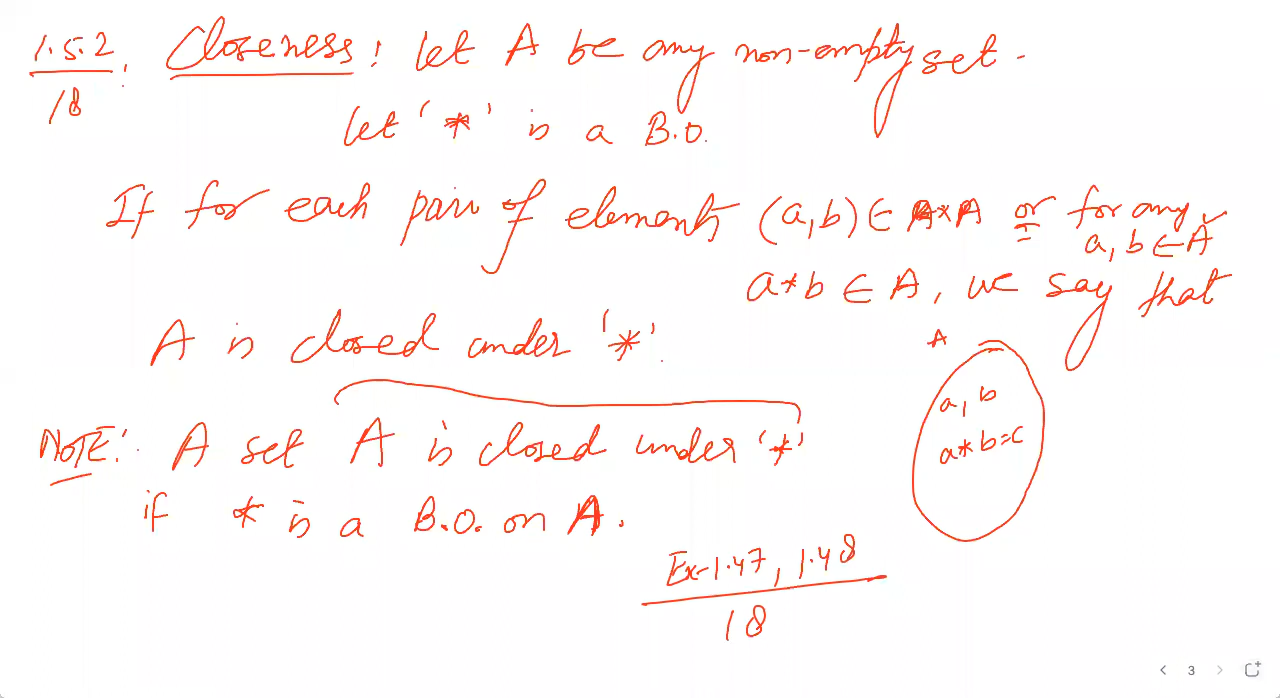 1.5.2
18
Closeness: let A be any non-empty set.
let '*' is a B.O.
If for each pair of elements (a,b) ∈ A×A or for any
a, b ∈ A
a*b ∈ A, we say that
A is closed under '*'.
A
a, b
a*b=c
NOTE: A set A is closed under '*'
if * is a B.O. on A.
Ex-1.47, 1.48
18
3